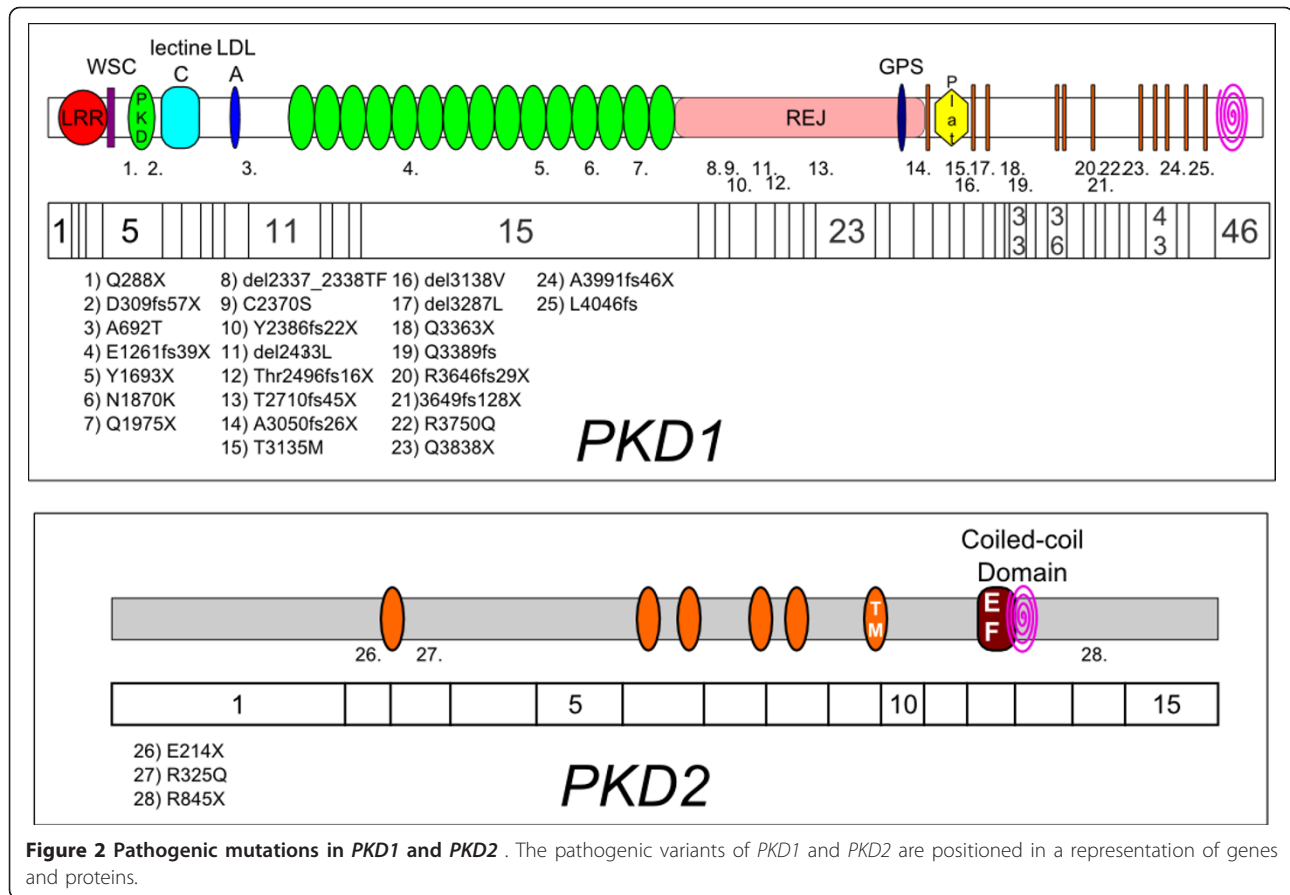 lectine LDL
WSC C A GPS
LRR
P K D
REJ
P l a t
1. 2. 3. 4. 5. 6. 7. 8. 9. 11. 13. 14. 15. 17. 18. 20. 22. 23. 24. 25.
10. 12. 16. 19. 21.
1 5 11 15 23 33 36 43 46
1) Q288X
2) D309fs57X
3) A692T
4) E1261fs39X
5) Y1693X
6) N1870K
7) Q1975X
8) del2337_2338TF
9) C2370S
10) Y2386fs22X
11) del2433L
12) Thr2496fs16X
13) T2710fs45X
14) A3050fs26X
15) T3135M
16) del3138V
17) del3287L
18) Q3363X
19) Q3389fs
20) R3646fs29X
21)3649fs128X
22) R3750Q
23) Q3838X
24) A3991fs46X
25) L4046fs
PKD1
Coiled-coil
Domain
TM
EF
26. 27. 28.
1 5 10 15
26) E214X
27) R325Q
28) R845X
PKD2
Figure 2 Pathogenic mutations in PKD1 and PKD2 . The pathogenic variants of PKD1 and PKD2 are positioned in a representation of genes
and proteins.